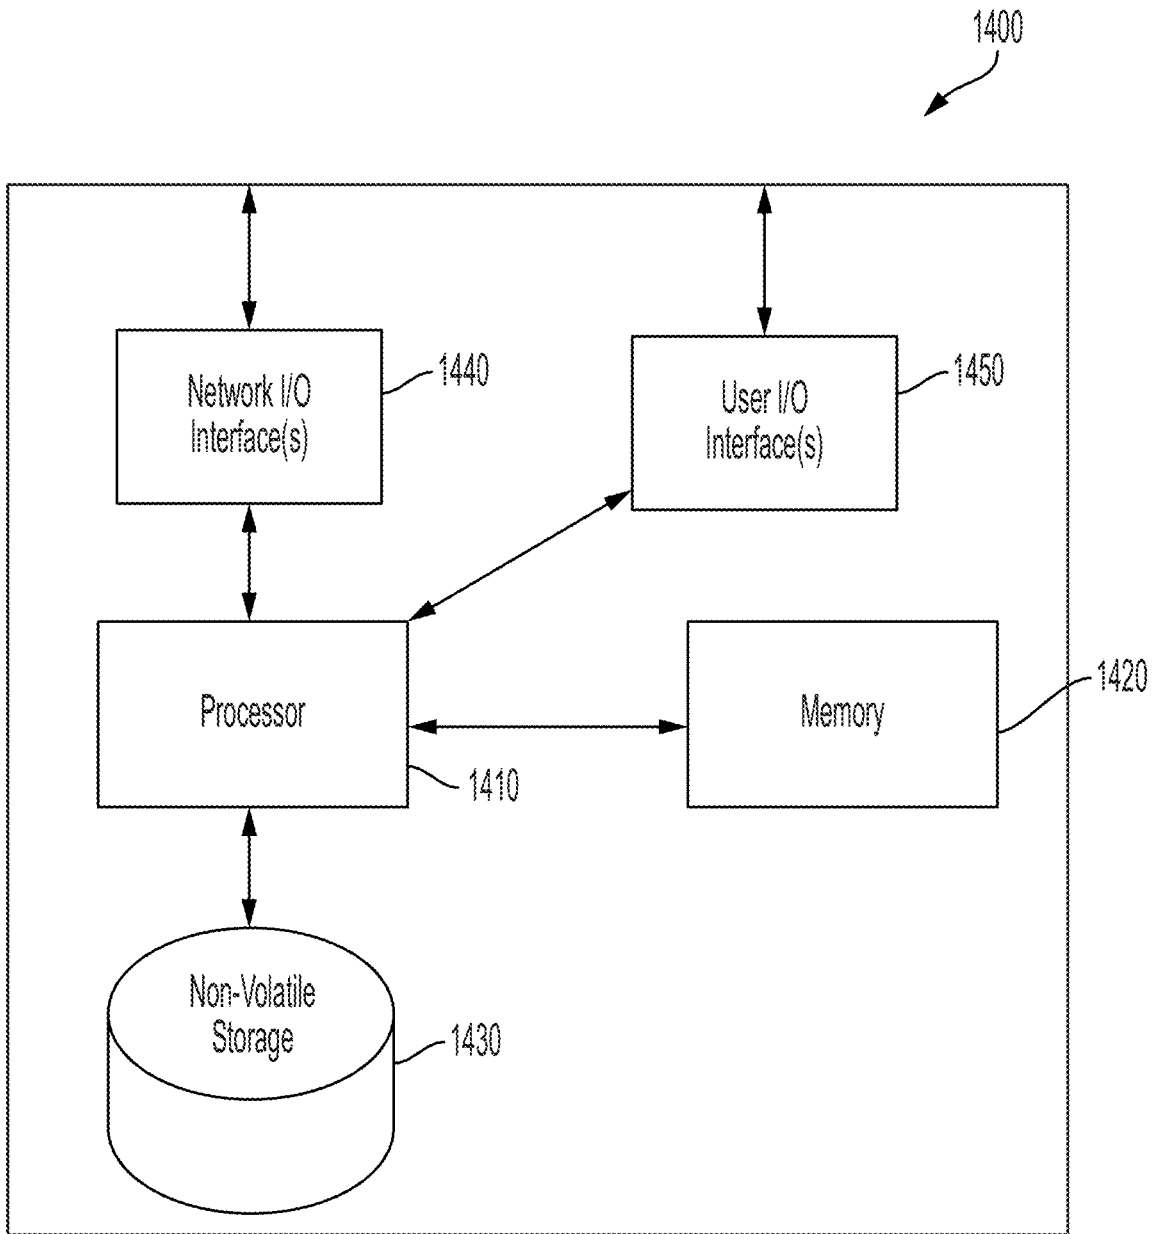 1400
Network I/O
Interface(s)
1440
User I/O
Interface(s)
1450
Processor
1410
Memory
1420
Non-Volatile
Storage
1430